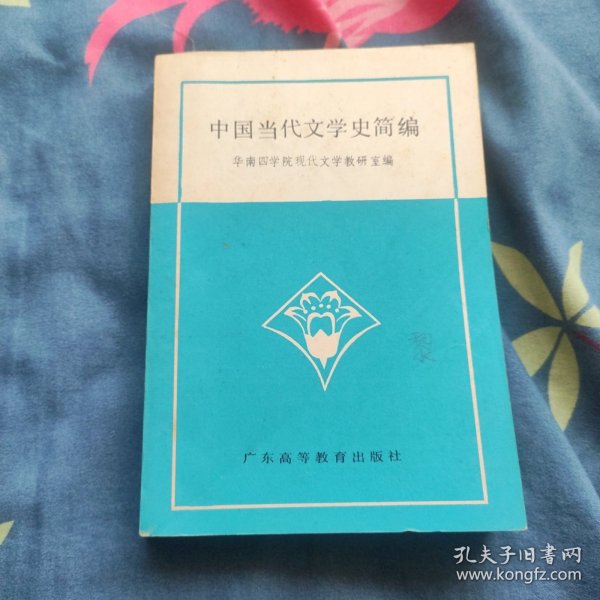 中国当代文学史简编
华南四学院现代文学教研室编
广东高等教育出版社
孔夫子旧书网
www.kongfz.com